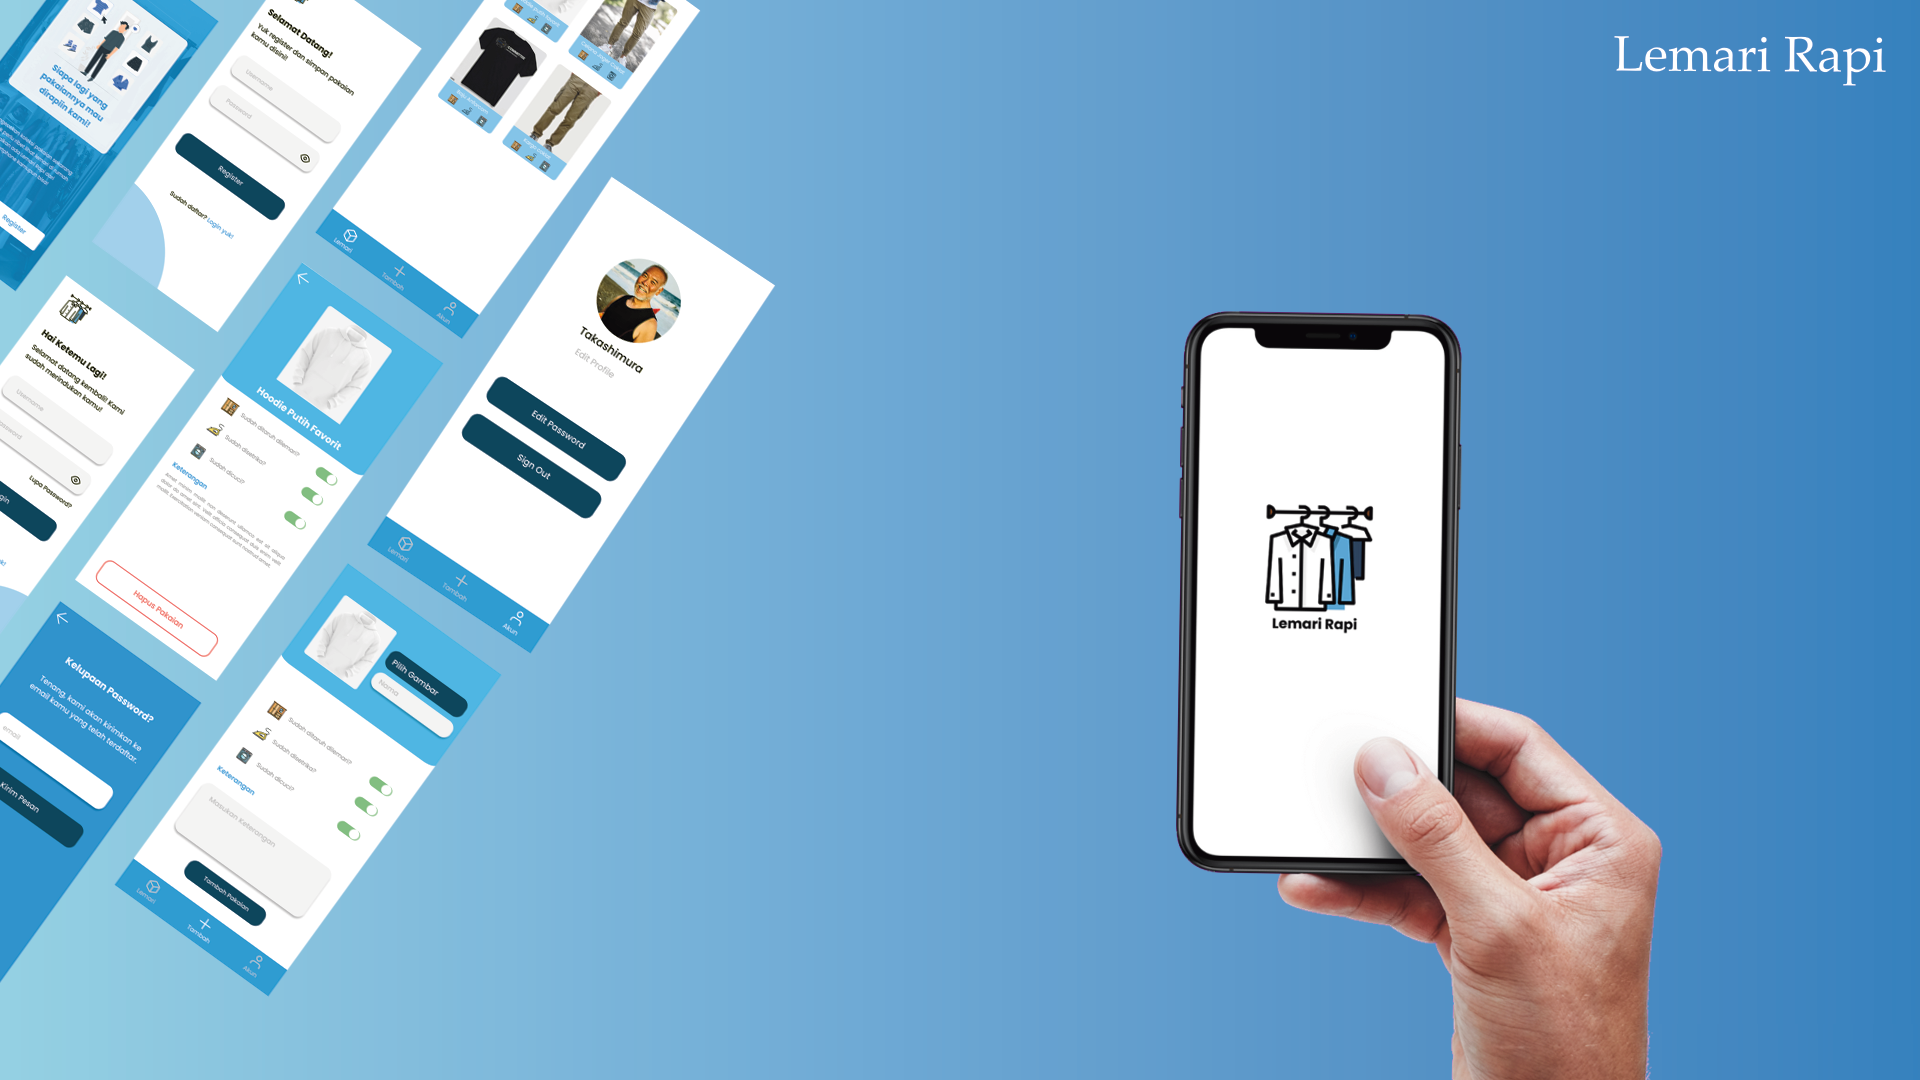 Lemari Rapi
Siapa lagi yang
pakaiannya mau
dirapiin kami!
Register
Selamat Datang!
Yuk register dan simpan pakaian
kamu disini!
Username
Password
Register
Sudah daftar? Login yuk!
Lemari
Tambah
Akun
Takashimura
Edit Profile
Edit Password
Sign Out
Lemari
Tambah
Akun
Hai Ketemu Lagi!
Selamat datang kembali! Kami
sudah merindukan kamu!
Username
Lupa Password?
Hoodie Putih Favorit
Sudah ditaruh dilemari?
Sudah disetrika?
Sudah dicuci?
Keterangan
Hapus Pakaian
Kelupaan Password?
Tenang, kami akan kirimkan ke
email kamu yang telah terdaftar.
email
Kirim Pesan
Pilih Gambar
Nama
Sudah ditaruh dilemari?
Sudah disetrika?
Sudah dicuci?
Keterangan
Masukan Keterangan
Tambah Pakaian
Lemari
Tambah
Akun
Lemari Rapi